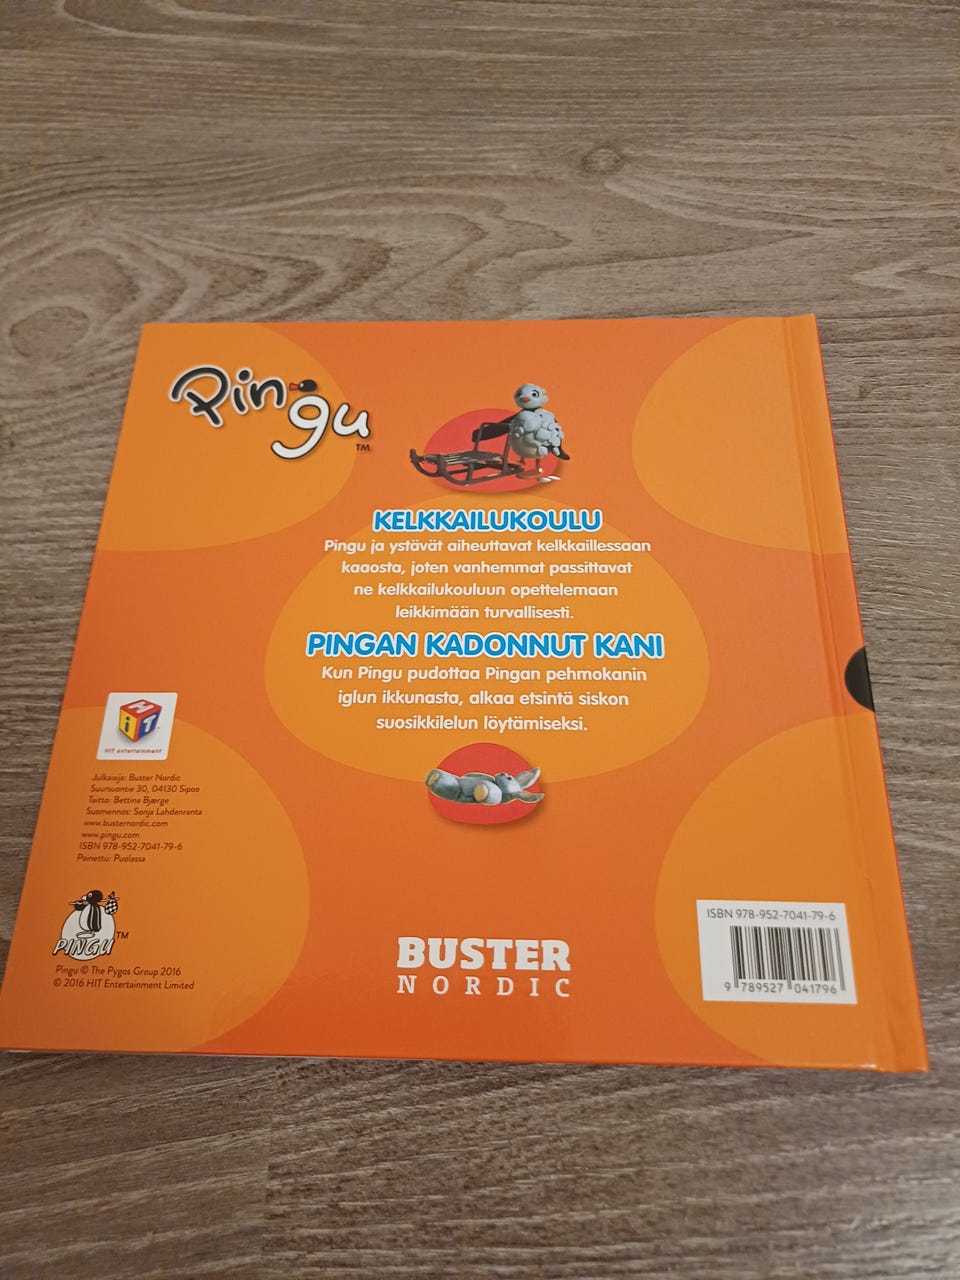 Pingu™
KELKKAILUKOULU
Pingu ja ystävät aiheuttavat kelkkaillessaan
kaaosta, joten vanhemmat passittavat
ne kelkkailukouluun opettelemaan
leikkimään turvallisesti.
PINGAN KADONNUT KANI
Kun Pingu pudottaa Pingan pehmokanin
iglun ikkunasta, alkaa etsintä siskon
suosikkilelun löytämiseksi.
HiT
HIT entertainment
Julkaisija: Buster Nordic
Suursuontie 30, 04130 Sipoo
Taitto: Bettina Bjærge
Suomennos: Sonja Lahdenranta
www.busternordic.com
www.pingu.com
ISBN 978-952-7041-79-6
Painettu: Puolassa
PINGU™
Pingu © The Pygos Group 2016
© 2016 HIT Entertainment Limited
BUSTER
NORDIC
ISBN 978-952-7041-79-6
9 789527 041796